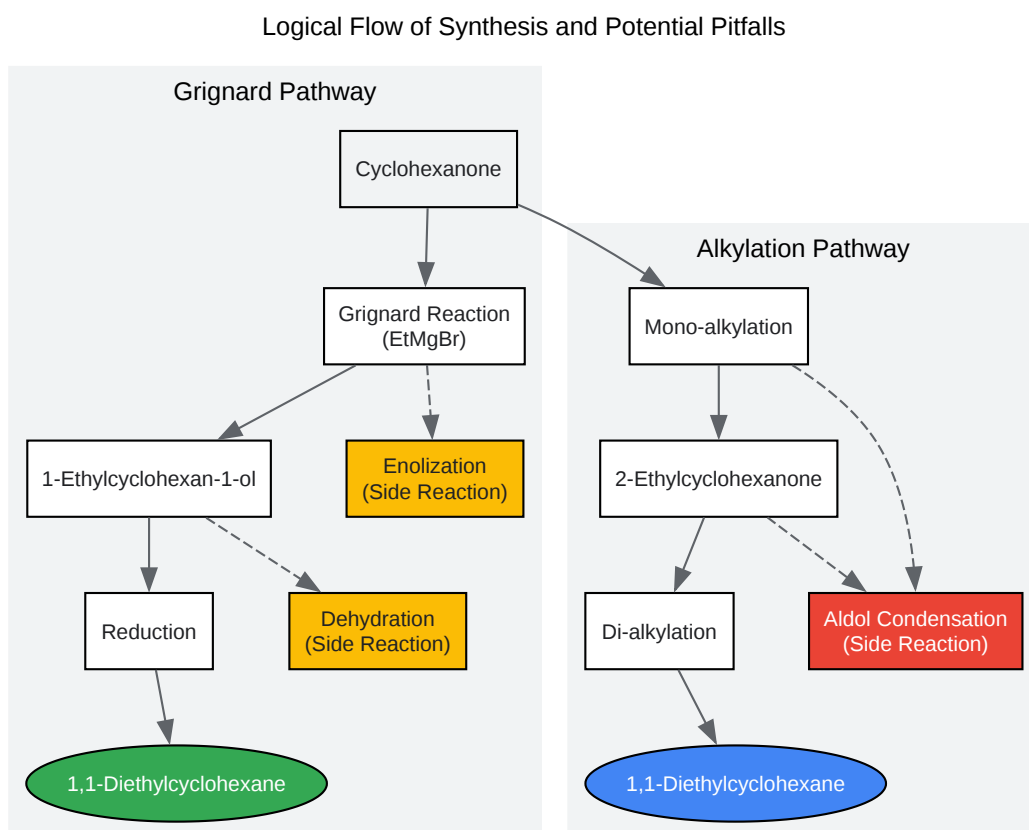 Logical Flow of Synthesis and Potential Pitfalls
Grignard Pathway
Cyclohexanone
Alkylation Pathway
Grignard Reaction
(EtMgBr)
Mono-alkylation
1-Ethylcyclohexan-1-ol
Enolization
(Side Reaction)
2-Ethylcyclohexanone
Reduction
Dehydration
(Side Reaction)
Di-alkylation
Aldol Condensation
(Side Reaction)
1,1-Diethylcyclohexane
1,1-Diethylcyclohexane